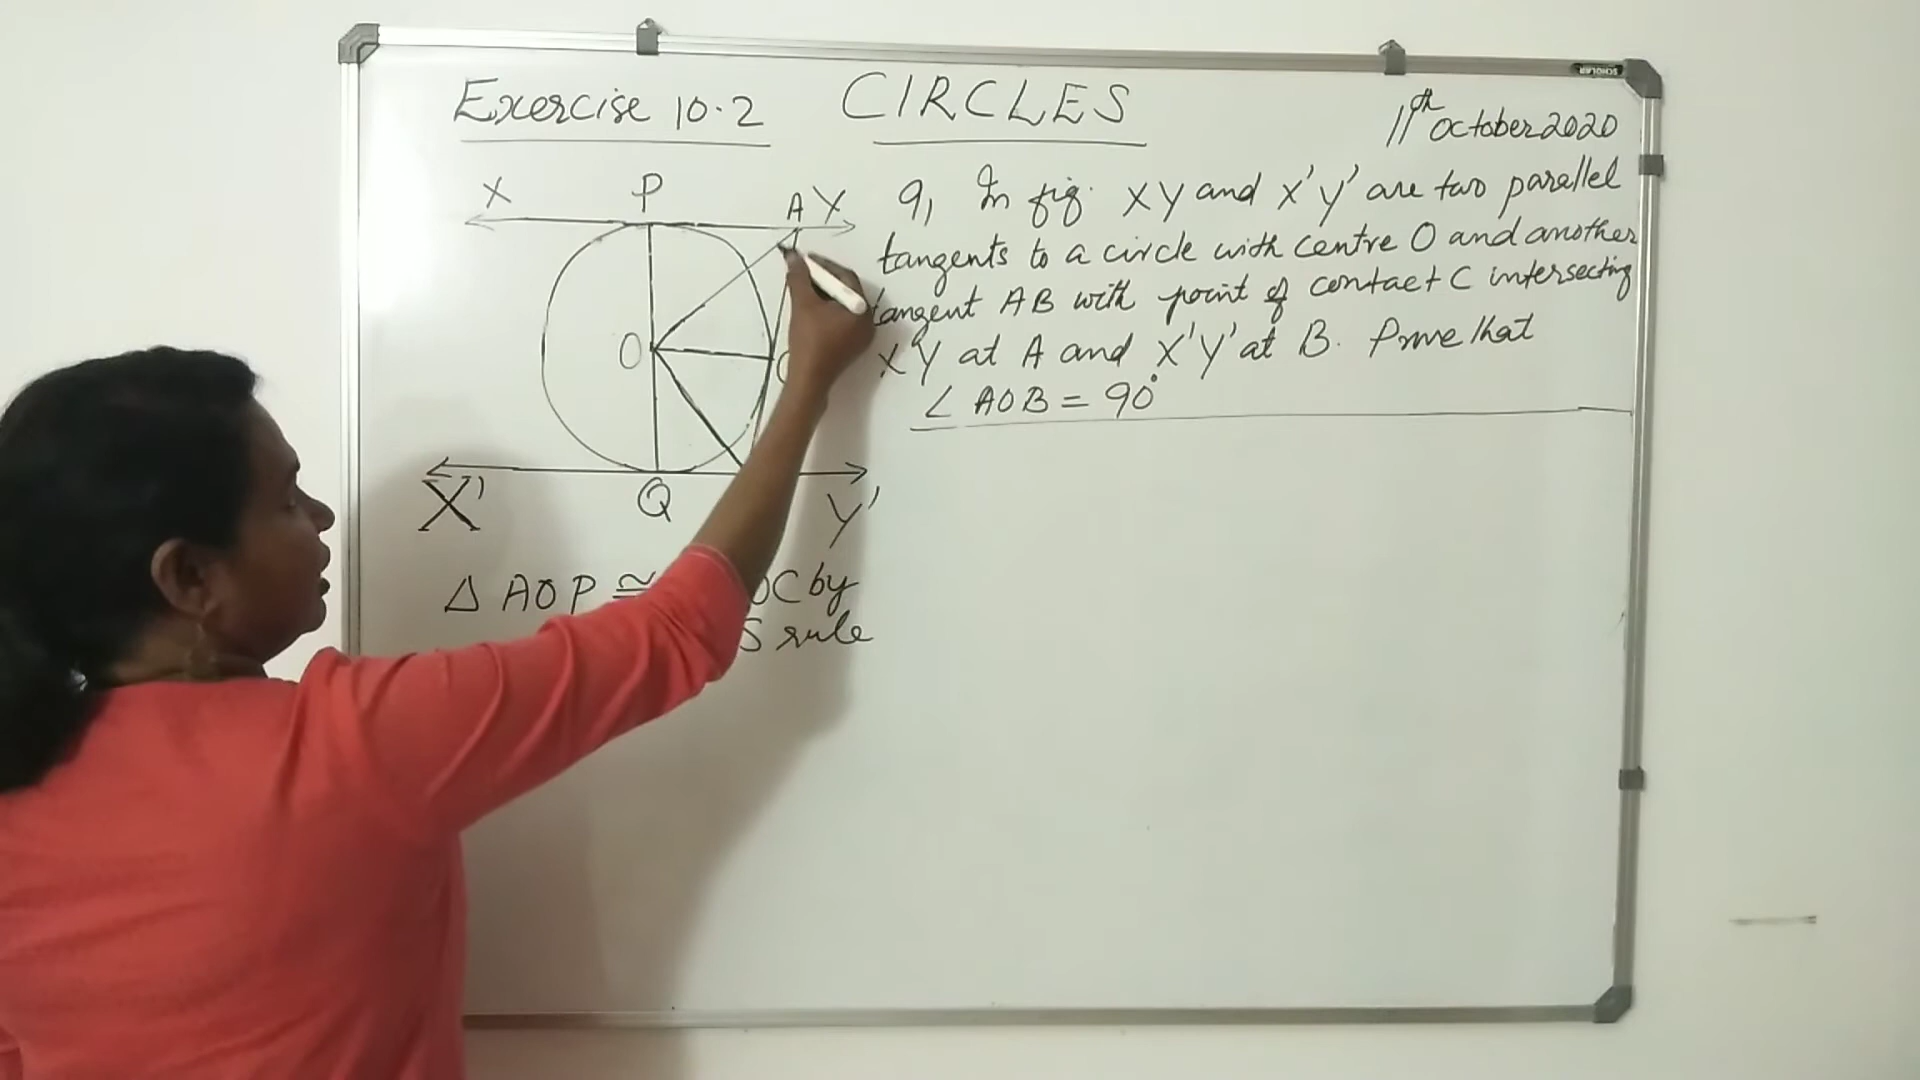 Exercise 10.2 CIRCLES
11th October 2020
X P A Y
O
X' Q Y'
Δ AOP ≅ OC by
S rule
9, In fig. XY and X'Y' are two parallel
tangents to a circle with centre O and another
tangent AB with point of contact C intersecting
XY at A and X'Y' at B. Prove that
∠ AOB = 90°
SCHOLAR